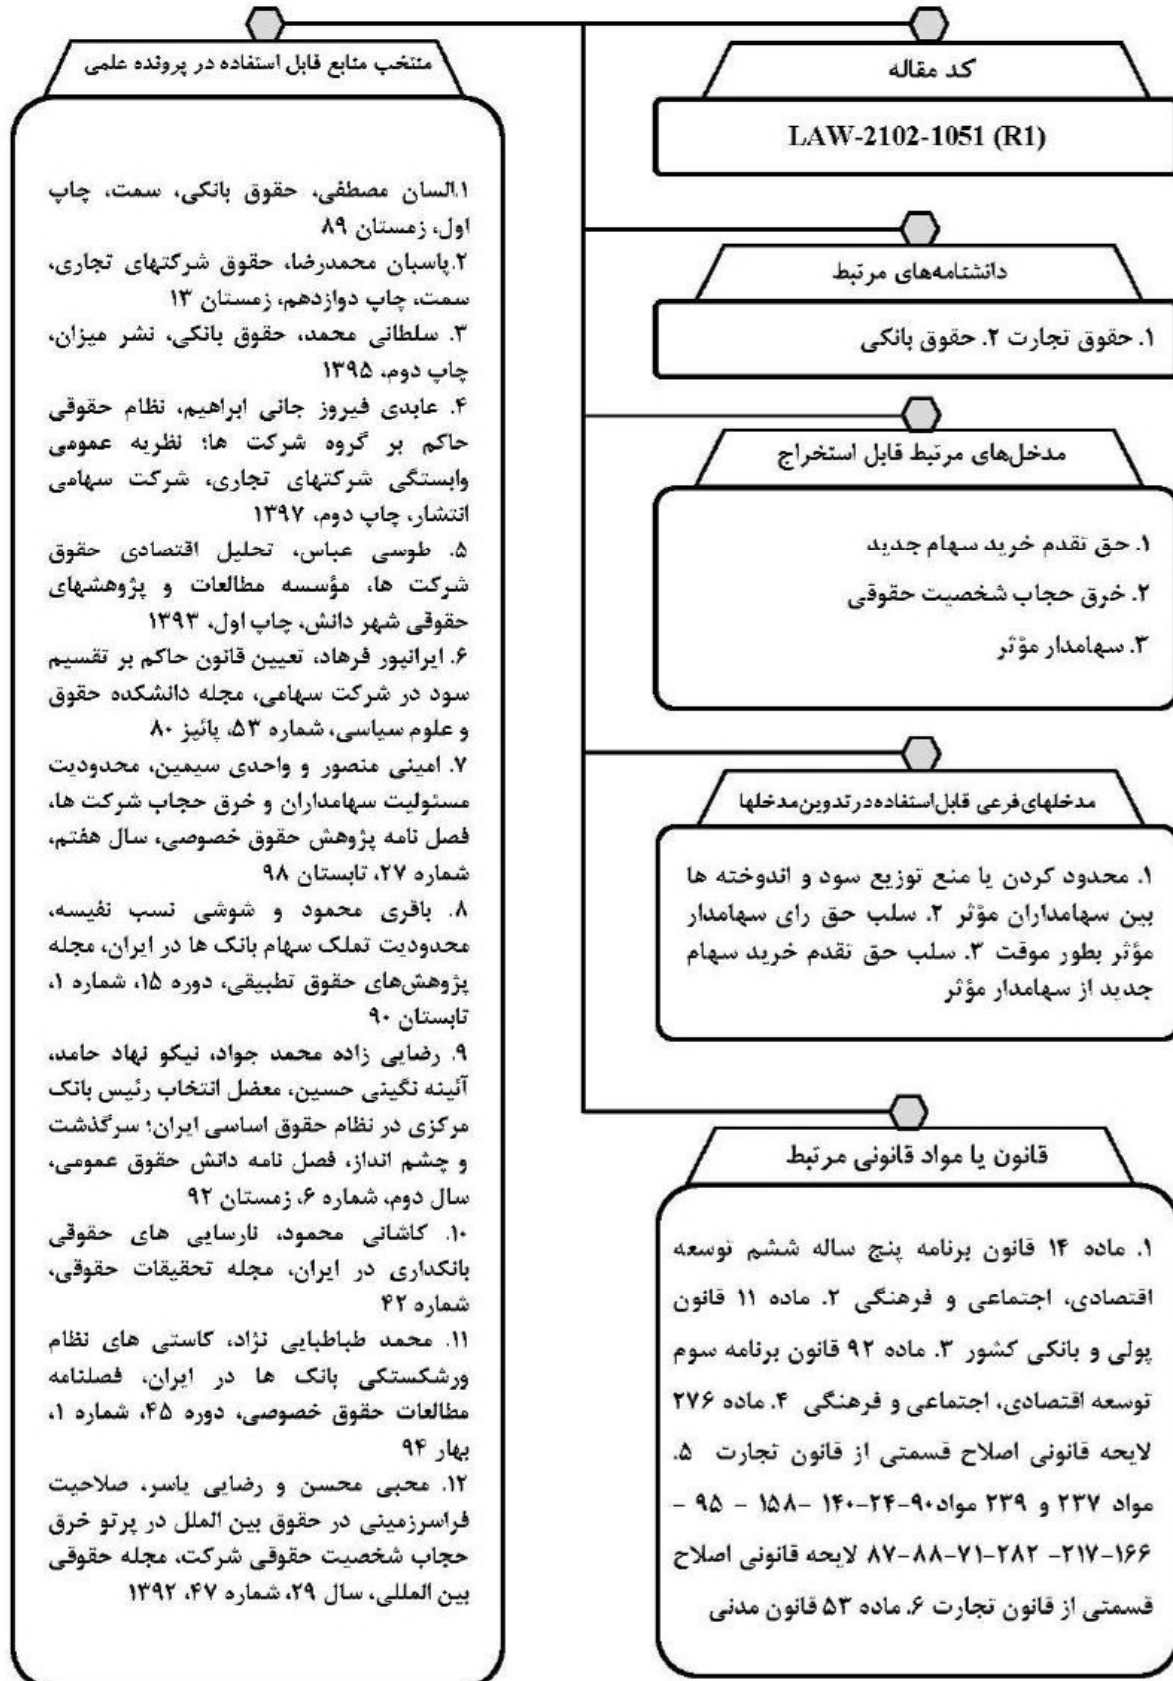 کد مقاله
LAW-2102-1051 (R1)
دانشنامه‌های مرتبط
۱. حقوق تجارت ۲. حقوق بانکی
مدخل‌های مرتبط قابل استخراج
۱. حق تقدم خرید سهام جدید
۲. خرق حجاب شخصیت حقوقی
۳. سهامدار مؤثر
مدخلهای فرعی قابل استفاده در تدوین مدخلها
۱. محدود کردن یا منع توزیع سود و اندوخته ها
بین سهامداران مؤثر ۲. سلب حق رای سهامدار
مؤثر بطور موقت ۳. سلب حق تقدم خرید سهام
جدید از سهامدار مؤثر
قانون یا مواد قانونی مرتبط
۱. ماده ۱۴ قانون برنامه پنج ساله ششم توسعه
اقتصادی، اجتماعی و فرهنگی ۲. ماده ۱۱ قانون
پولی و بانکی کشور ۳. ماده ۹۲ قانون برنامه سوم
توسعه اقتصادی، اجتماعی و فرهنگی ۴. ماده ۲۷۶
لایحه قانونی اصلاح قسمتی از قانون تجارت ۵.
مواد ۲۳۷ و ۲۳۹ مواد۹۰-۲۴-۱۴۰ -۱۵۸ - ۹۵ -
۱۶۶-۲۱۷- ۲۸۲-۷۱-۸۸-۸۷ لایحه قانونی اصلاح
قسمتی از قانون تجارت ۶. ماده ۵۳ قانون مدنی
منتخب منابع قابل استفاده در پرونده علمی
۱.السان مصطفی، حقوق بانکی، سمت، چاپ
اول، زمستان ۸۹
۲.پاسبان محمدرضا، حقوق شرکتهای تجاری،
سمت، چاپ دوازدهم، زمستان ۱۳
۳. سلطانی محمد، حقوق بانکی، نشر میزان،
چاپ دوم، ۱۳۹۵
۴. عابدی فیروز جانی ابراهیم، نظام حقوقی
حاکم بر گروه شرکت ها؛ نظریه عمومی
وابستگی شرکتهای تجاری، شرکت سهامی
انتشار، چاپ دوم، ۱۳۹۷
۵. طوسی عباس، تحلیل اقتصادی حقوق
شرکت ها، مؤسسه مطالعات و پژوهشهای
حقوقی شهر دانش، چاپ اول، ۱۳۹۳
۶. ایرانپور فرهاد، تعیین قانون حاکم بر تقسیم
سود در شرکت سهامی، مجله دانشکده حقوق
و علوم سیاسی، شماره ۵۳، پائیز ۸۰
۷. امینی منصور و واحدی سیمین، محدودیت
مسئولیت سهامداران و خرق حجاب شرکت ها،
فصل نامه پژوهش حقوق خصوصی، سال هفتم،
شماره ۲۷، تابستان ۹۸
۸. باقری محمود و شوشی نسب نفیسه،
محدودیت تملک سهام بانک ها در ایران، مجله
پژوهش‌های حقوق تطبیقی، دوره ۱۵، شماره ۱،
تابستان ۹۰
۹. رضایی زاده محمد جواد، نیکو نهاد حامد،
آئینه نگینی حسین، معضل انتخاب رئیس بانک
مرکزی در نظام حقوق اساسی ایران؛ سرگذشت
و چشم انداز، فصل نامه دانش حقوق عمومی،
سال دوم، شماره ۶، زمستان ۹۲
۱۰. کاشانی محمود، نارسایی های حقوقی
بانکداری در ایران، مجله تحقیقات حقوقی،
شماره ۴۲
۱۱. محمد طباطبایی نژاد، کاستی های نظام
ورشکستگی بانک ها در ایران، فصلنامه
مطالعات حقوق خصوصی، دوره ۴۵، شماره ۱،
بهار ۹۴
۱۲. محبی محسن و رضایی یاسر، صلاحیت
فراسرزمینی در حقوق بین الملل در پرتو خرق
حجاب شخصیت حقوقی شرکت، مجله حقوقی
بین المللی، سال ۲۹، شماره ۴۷، ۱۳۹۲